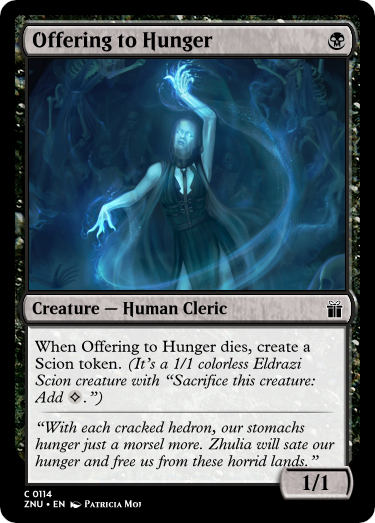 Offering to Hunger
Creature — Human Cleric
When Offering to Hunger dies, create a
Scion token. (It's a 1/1 colorless Eldrazi
Scion creature with “Sacrifice this creature:
Add .”)
“With each cracked hedron, our stomachs
hunger just a morsel more. Zhulia will sate our
hunger and free us from these horrid lands.”
1/1
C 0114
ZNU • EN Patricia Moi